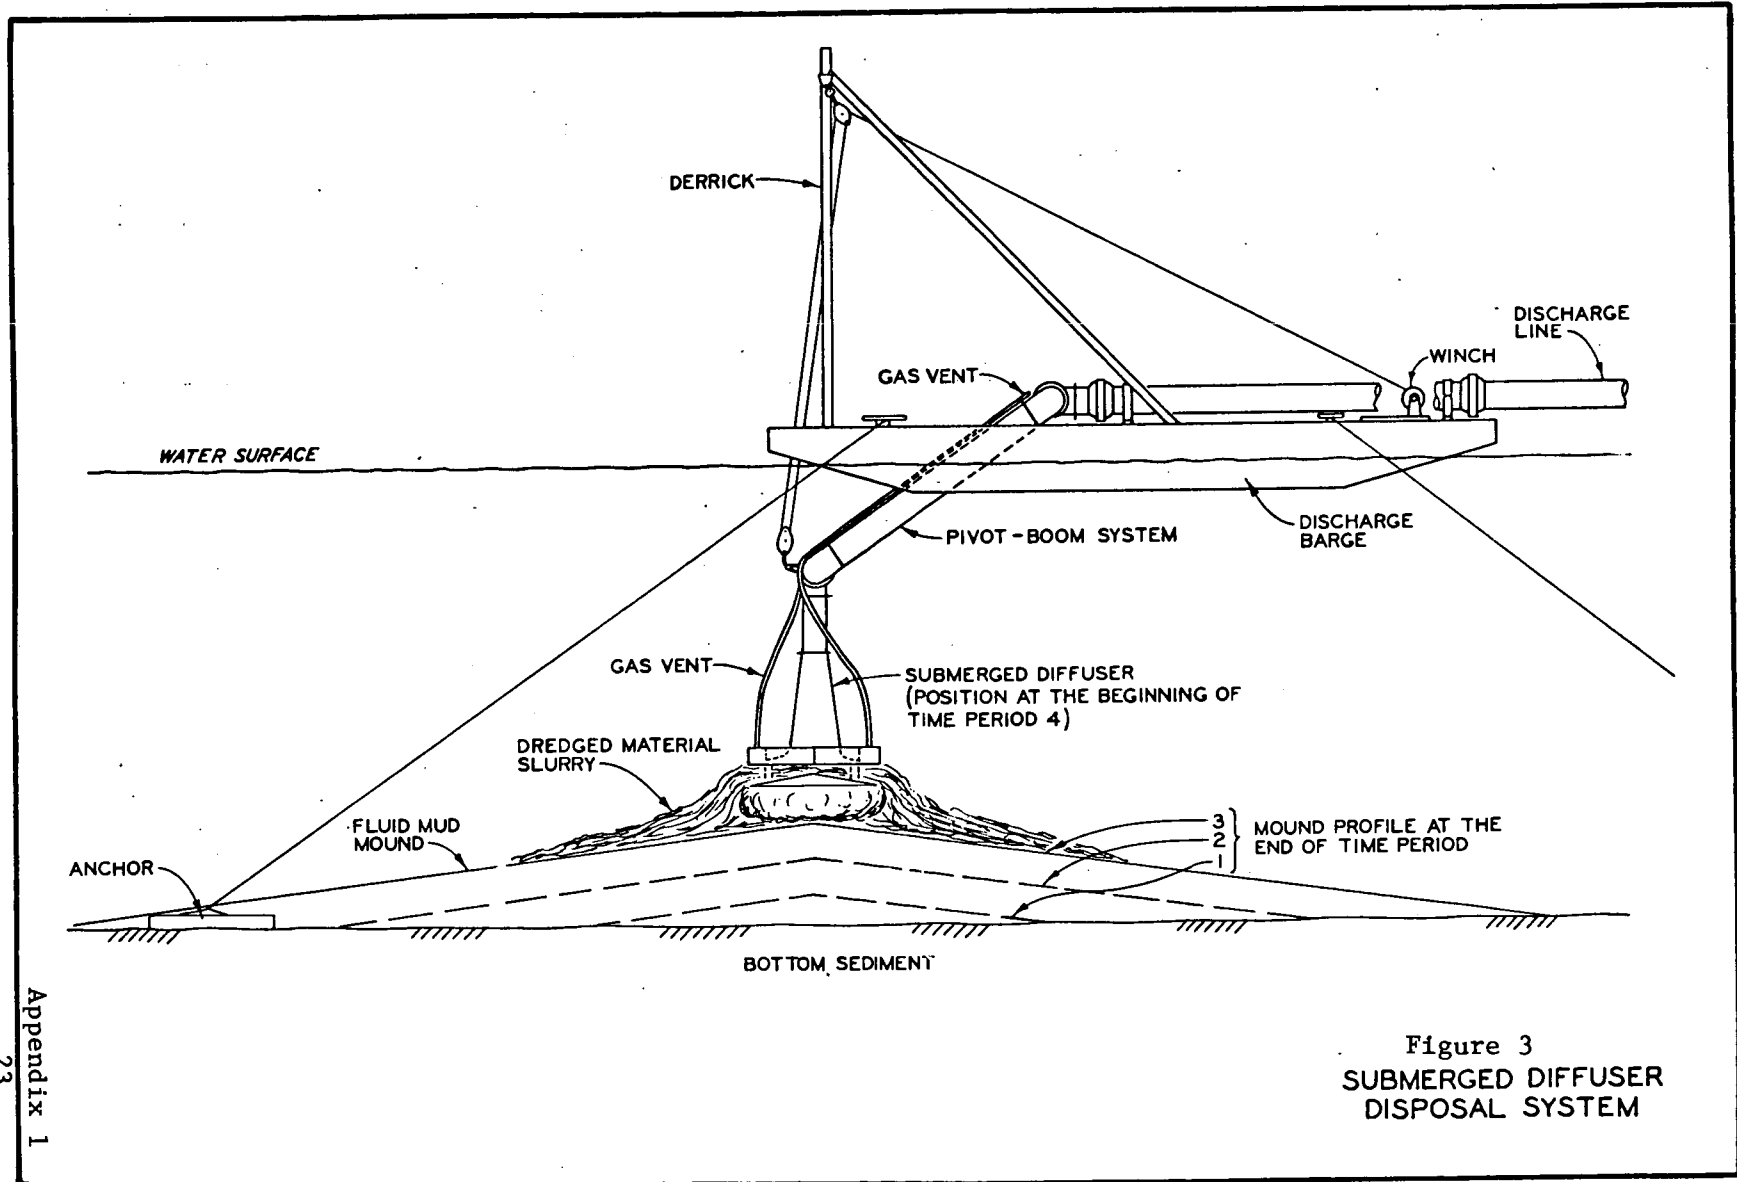 DERRICK
DISCHARGE
LINE
WINCH
GAS VENT
WATER SURFACE
DISCHARGE
BARGE
PIVOT-BOOM SYSTEM
GAS VENT
SUBMERGED DIFFUSER
(POSITION AT THE BEGINNING OF
TIME PERIOD 4)
DREDGED MATERIAL
SLURRY
FLUID MUD
MOUND
3
2
1
MOUND PROFILE AT THE
END OF TIME PERIOD
ANCHOR
BOTTOM SEDIMENT
Figure 3
SUBMERGED DIFFUSER
DISPOSAL SYSTEM
Appendix 1
23